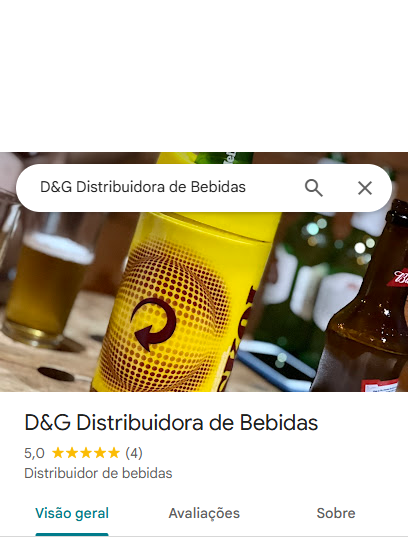 D&G Distribuidora de Bebidas
D&G Distribuidora de Bebidas
5,0 (4)
Distribuidor de bebidas
Visão geral
Avaliações
Sobre